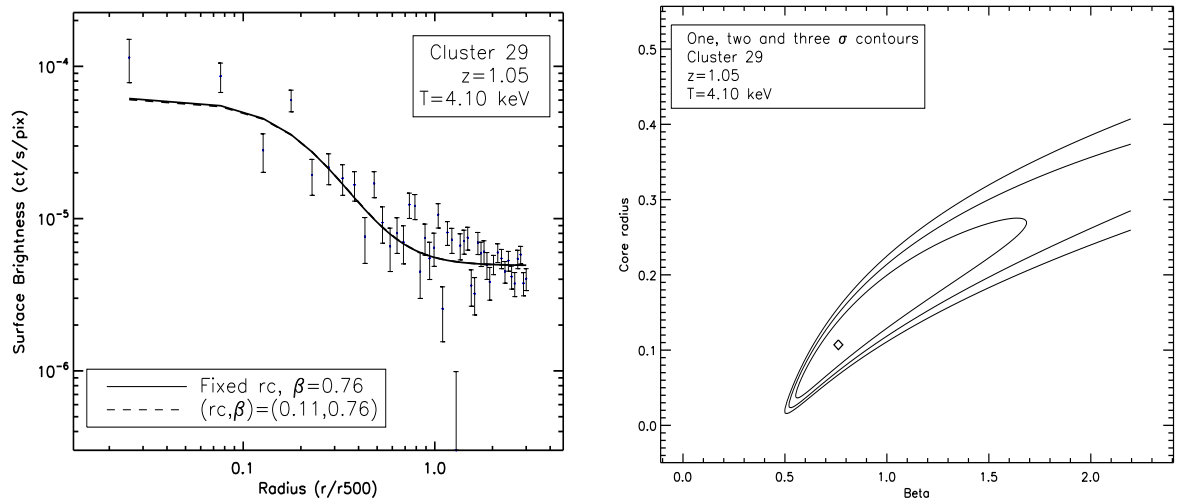 Cluster 29
z=1.05
T=4.10 keV
10⁻⁴
10⁻⁵
10⁻⁶
Surface Brightness (ct/s/pix)
Fixed rc, β=0.76
(rc,β)=(0.11,0.76)
0.1
1.0
Radius (r/r500)
One, two and three σ contours
Cluster 29
z=1.05
T=4.10 keV
0.5
0.4
0.3
0.2
0.1
0.0
Core radius
0.0
0.5
1.0
1.5
2.0
Beta